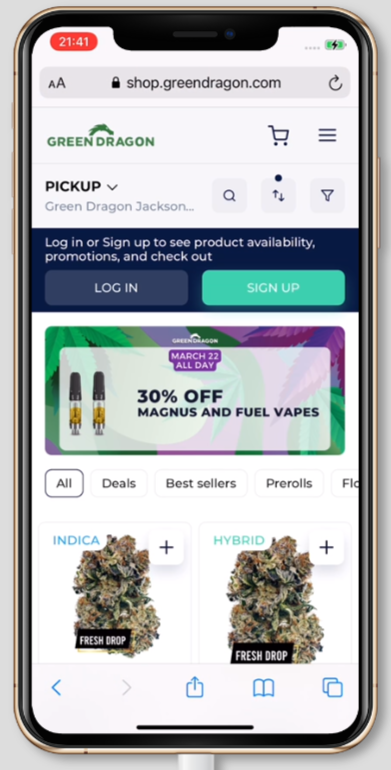 21:41
AA shop.greendragon.com
GREEN DRAGON
PICKUP
Green Dragon Jackson...
Log in or Sign up to see product availability,
promotions, and check out
LOG IN
SIGN UP
GREEN DRAGON
MARCH 22
ALL DAY
30% OFF
MAGNUS AND FUEL VAPES
All
Deals
Best sellers
Prerolls
Flo
INDICA
HYBRID
FRESH DROP
FRESH DROP